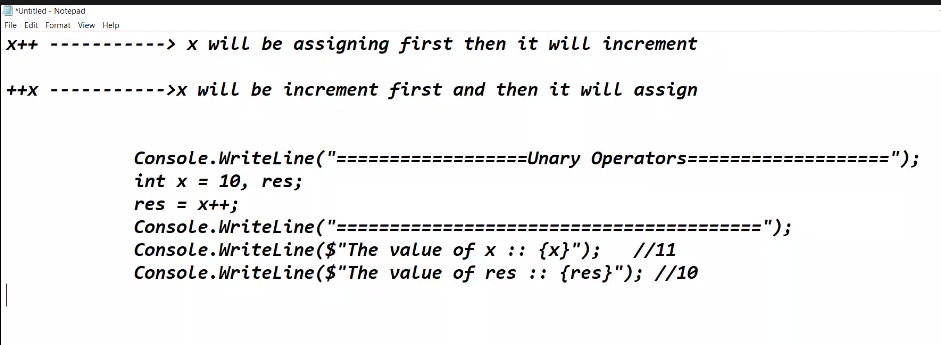 *Untitled - Notepad
File Edit Format View Help
x++ -----------> x will be assigning first then it will increment
++x ----------->x will be increment first and then it will assign
Console.WriteLine("==================Unary Operators===================");
int x = 10, res;
res = x++;
Console.WriteLine("========================================");
Console.WriteLine($"The value of x :: {x}"); //11
Console.WriteLine($"The value of res :: {res}"); //10